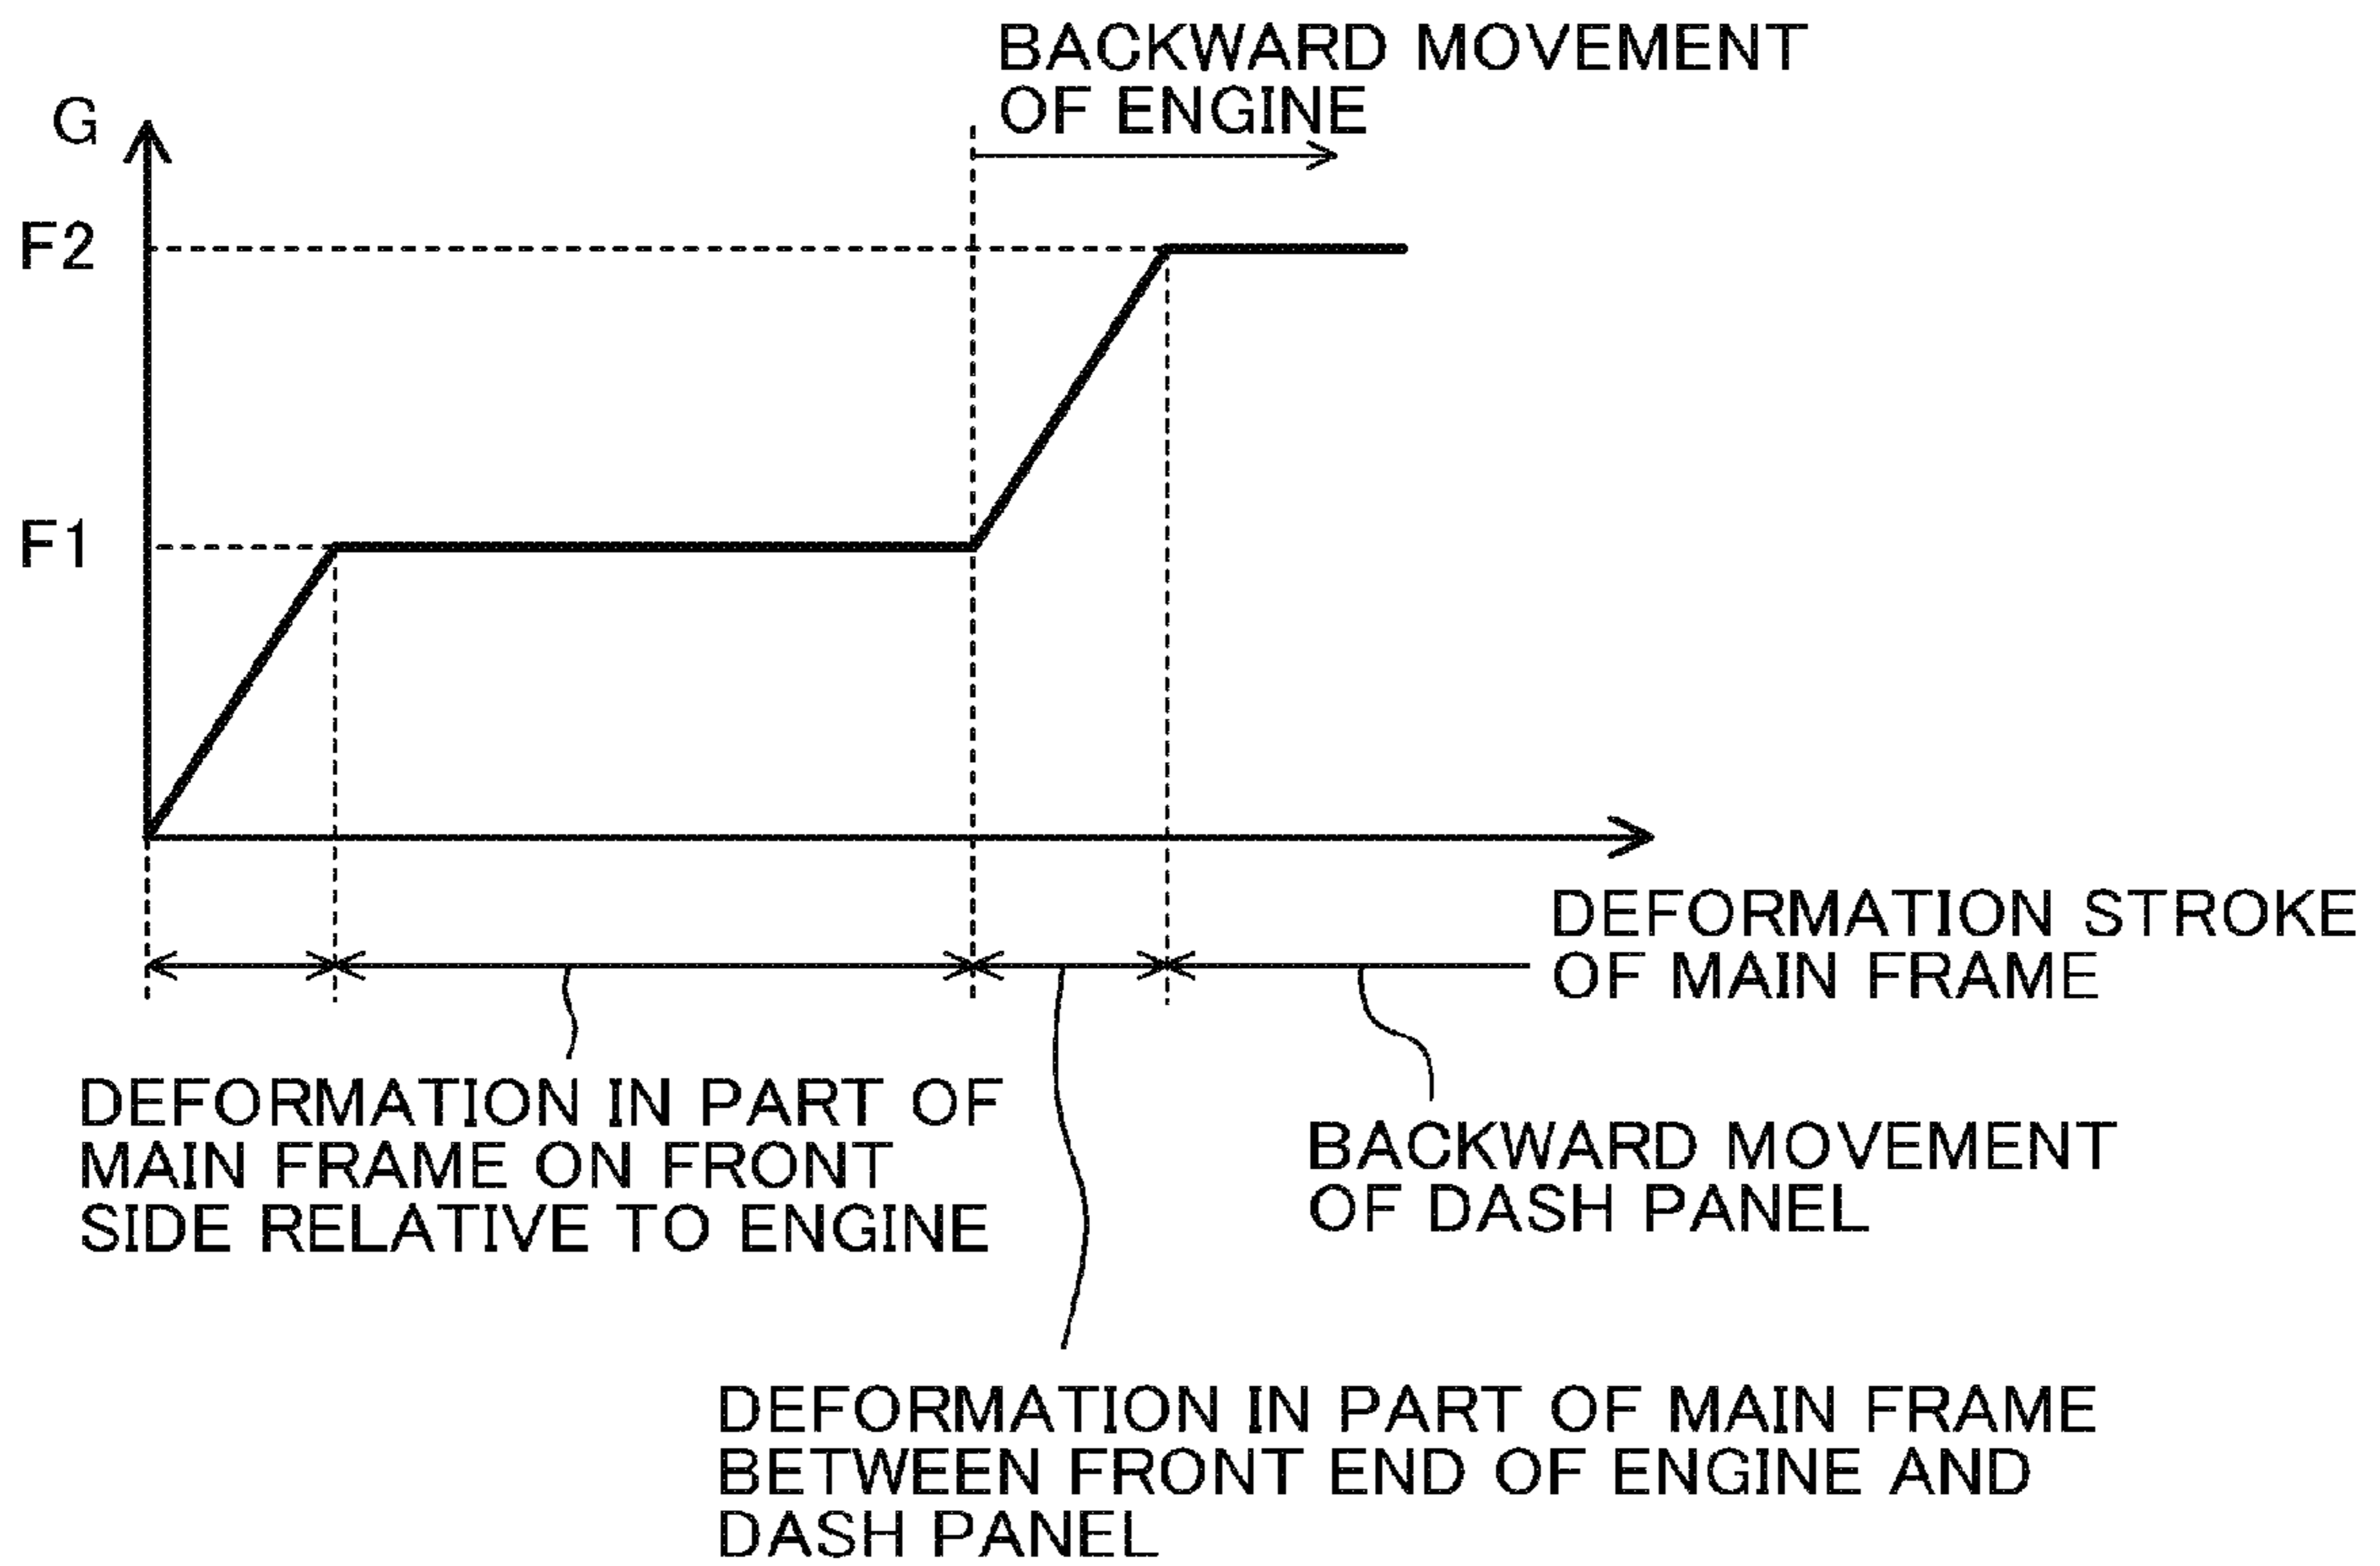 BACKWARD MOVEMENT
OF ENGINE
G
F2
F1
DEFORMATION STROKE
OF MAIN FRAME
DEFORMATION IN PART OF
MAIN FRAME ON FRONT
SIDE RELATIVE TO ENGINE
BACKWARD MOVEMENT
OF DASH PANEL
DEFORMATION IN PART OF MAIN FRAME
BETWEEN FRONT END OF ENGINE AND
DASH PANEL